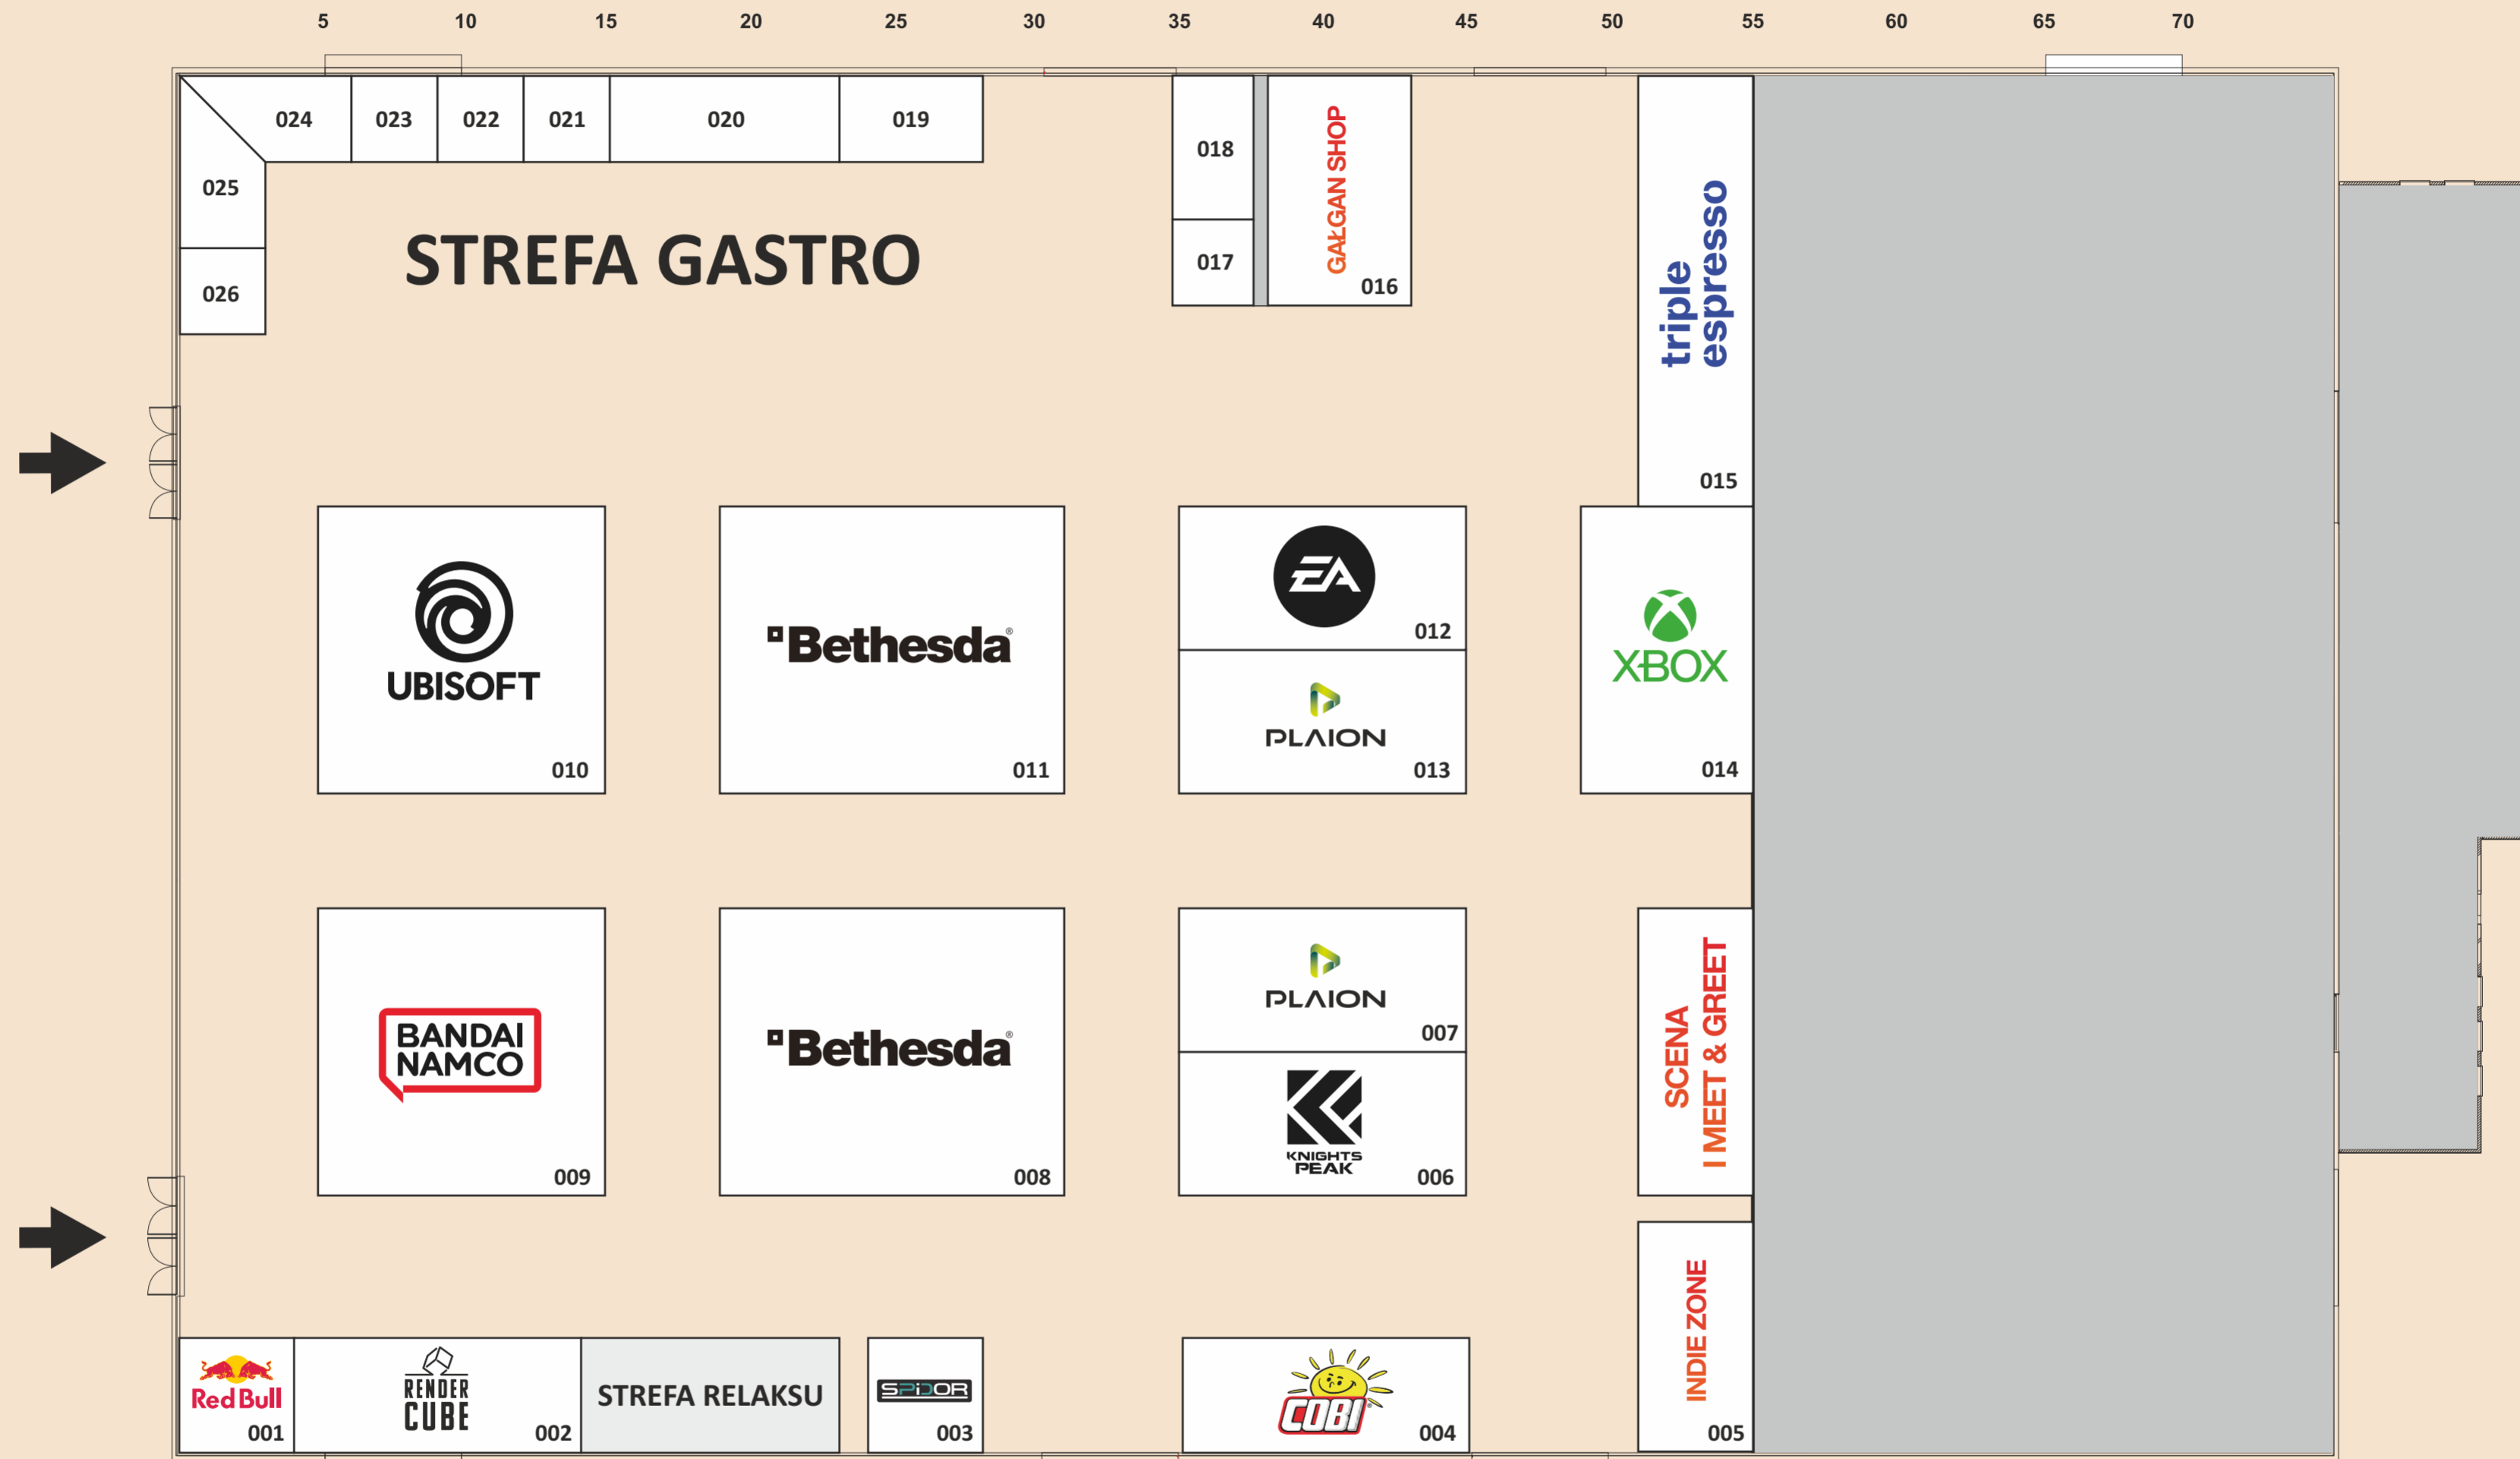 5 10 15 20 25 30 35 40 45 50 55 60 65 70
024 023 022 021 020 019
025
026
STREFA GASTRO
018
017
GAŁGAN SHOP
016
triple
espresso
015
UBISOFT
010
Bethesda®
011
EA
012
PLAION
013
XBOX
014
BANDAI
NAMCO
009
Bethesda®
008
PLAION
007
KNIGHTS
PEAK
006
SCENA
I MEET & GREET
Red Bull
001
RENDER
CUBE
002
STREFA RELAKSU
SPiDOR
003
COBI®
004
INDIE ZONE
005